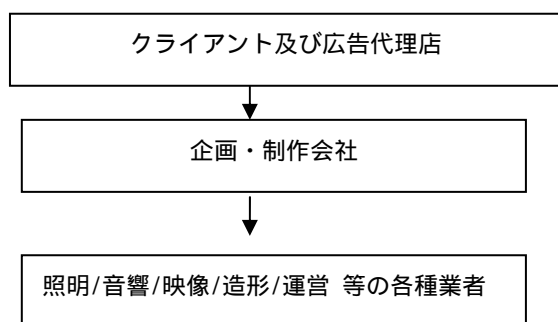 クライアント及び広告代理店
企画・制作会社
照明/音響/映像/造形/運営 等の各種業者